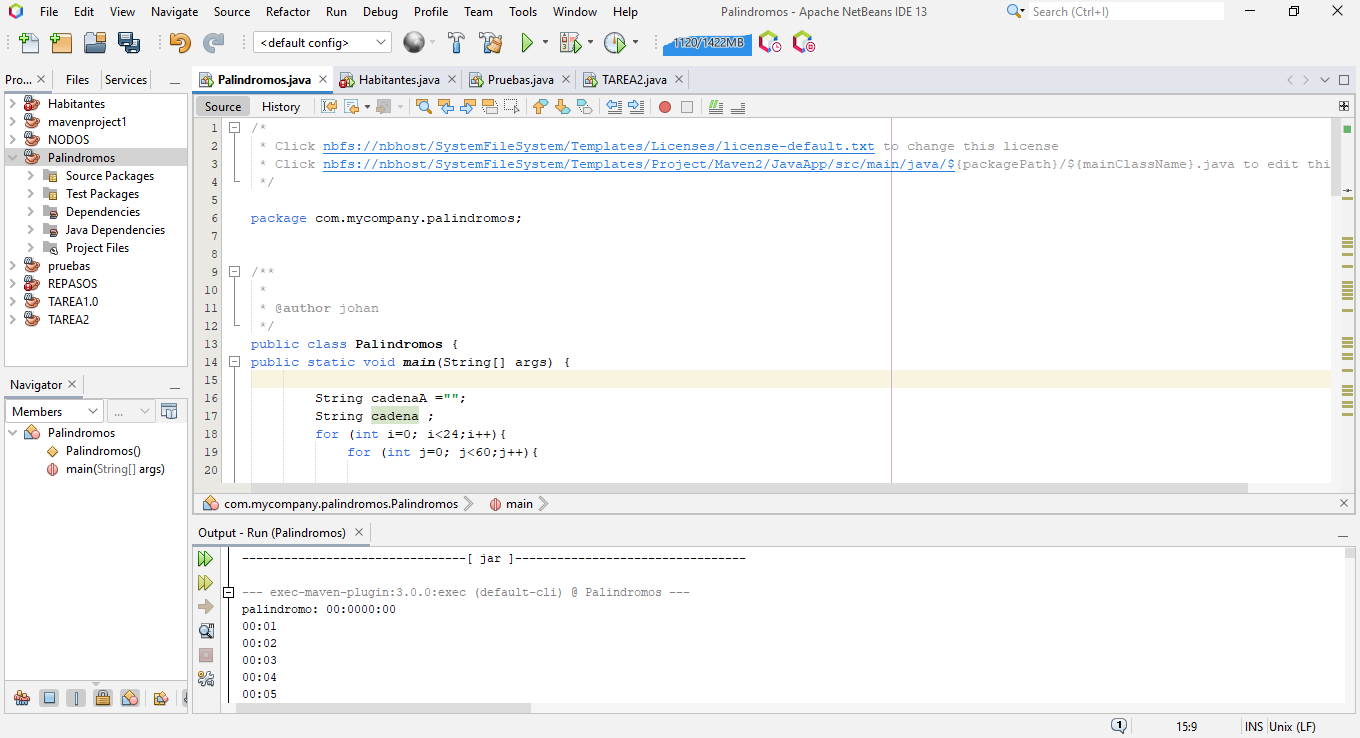 File Edit View Navigate Source Refactor Run Debug Profile Team Tools Window Help Palindromos - Apache NetBeans IDE 13 Search (Ctrl+I)
<default config> 1120/1422MB
Pro... Files Services
Habitantes
mavenproject1
NODOS
Palindromos
Source Packages
Test Packages
Dependencies
Java Dependencies
Project Files
pruebas
REPASOS
TAREA1.0
TAREA2
Navigator
Members ...
Palindromos
Palindromos()
main(String[] args)
Palindromos.java Habitantes.java Pruebas.java TAREA2.java
Source History
1 /*
2 * Click nbfs://nbhost/SystemFileSystem/Templates/Licenses/license-default.txt to change this license
3 * Click nbfs://nbhost/SystemFileSystem/Templates/Project/Maven2/JavaApp/src/main/java/${packagePath}/${mainClassName}.java to edit thi
4 */
5
6 package com.mycompany.palindromos;
7
8
9 /**
10 *
11 * @author johan
12 */
13 public class Palindromos {
14 public static void main(String[] args) {
15
16 String cadenaA ="";
17 String cadena ;
18 for (int i=0; i<24;i++){
19 for (int j=0; j<60;j++){
20
com.mycompany.palindromos.Palindromos main
Output - Run (Palindromos)
--------------------------------[ jar ]---------------------------------
--- exec-maven-plugin:3.0.0:exec (default-cli) @ Palindromos ---
palindromo: 00:0000:00
00:01
00:02
00:03
00:04
00:05
1 15:9 INS Unix (LF)